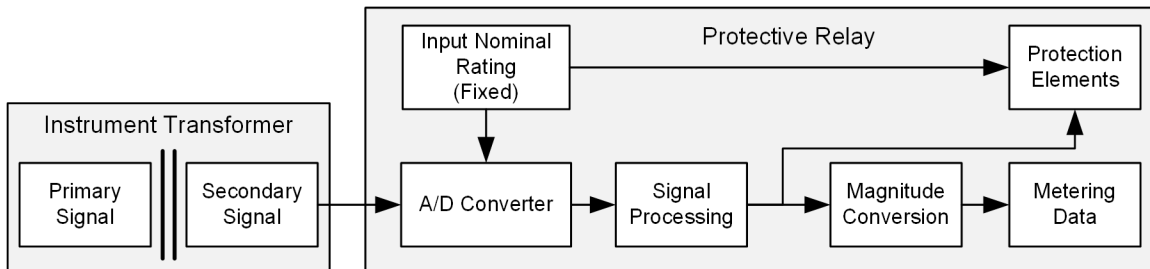 Instrument Transformer
Primary
Signal
Secondary
Signal
Protective Relay
Input Nominal
Rating
(Fixed)
Protection
Elements
A/D Converter
Signal
Processing
Magnitude
Conversion
Metering
Data